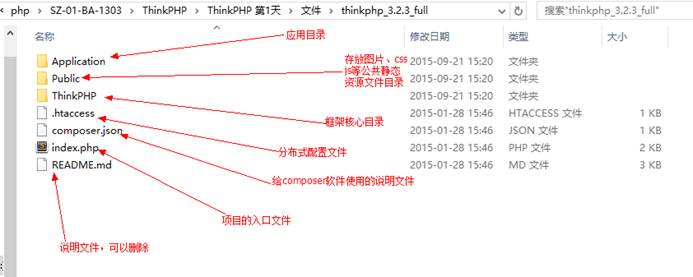 php › SZ-01-BA-1303 › ThinkPHP › ThinkPHP 第1天 › 文件 › thinkphp_3.2.3_full
搜索"thinkphp_3.2.3_full"
名称 修改日期 类型 大小
应用目录
Application 2015-09-21 15:20 文件夹
存放图片、css
js等公共静态
资源文件目录
Public 2015-09-21 15:20 文件夹
ThinkPHP 2015-09-21 15:20 文件夹
框架核心目录
.htaccess 2015-01-28 15:46 HTACCESS 文件 1 KB
composer.json 2015-01-28 15:46 JSON 文件 1 KB
index.php 2015-01-28 15:46 PHP 文件 2 KB
分布式配置文件
README.md 2015-01-28 15:46 MD 文件 3 KB
给composer软件使用的说明文件
项目的入口文件
说明文件，可以删除